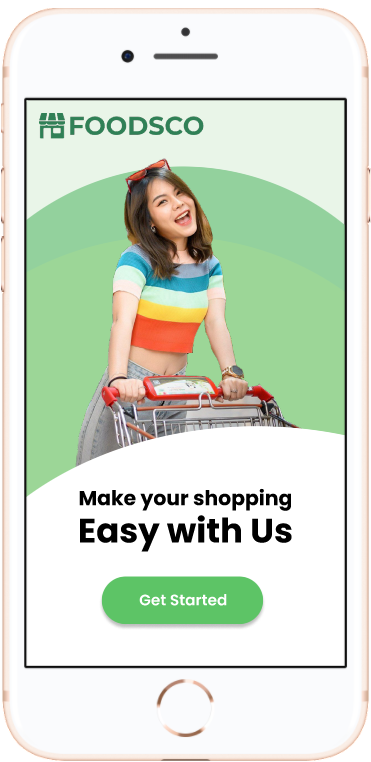 FOODSCO
Make your shopping
Easy with Us
Get Started